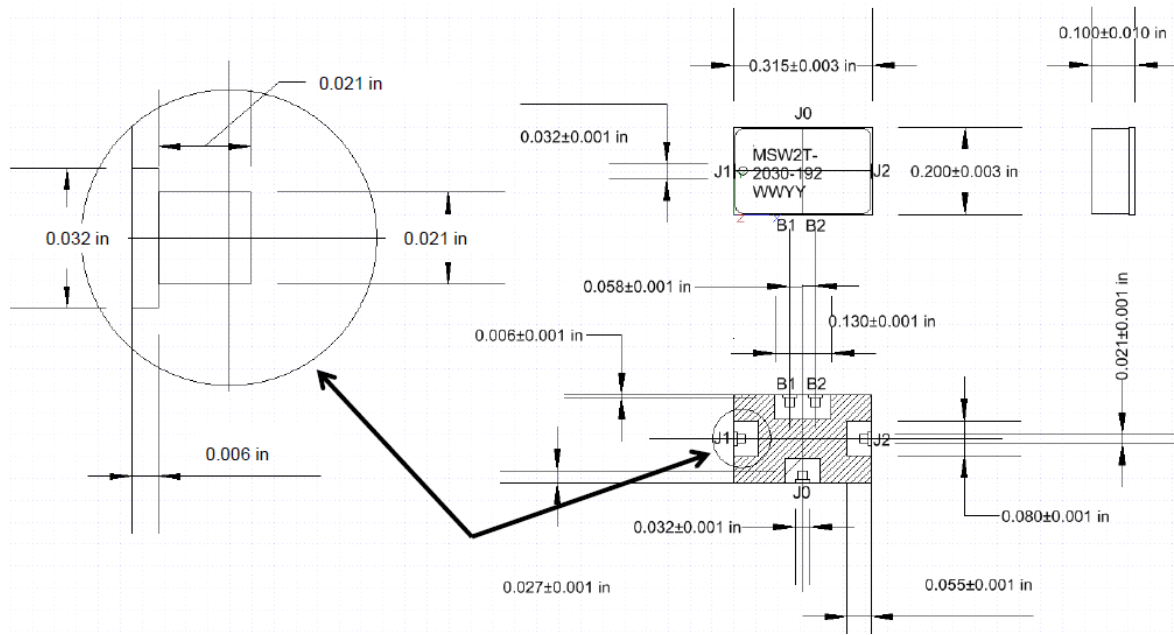 0.021 in
0.032 in
0.021 in
0.006 in
0.315±0.003 in
0.100±0.010 in
J0
0.032±0.001 in
MSW2T-
J1
2030-192
J2
WWYY
0.200±0.003 in
Z
X
B1 B2
0.058±0.001 in
0.130±0.001 in
0.006±0.001 in
0.021±0.001 in
B1 B2
J1
J2
J0
0.032±0.001 in
0.080±0.001 in
0.027±0.001 in
0.055±0.001 in